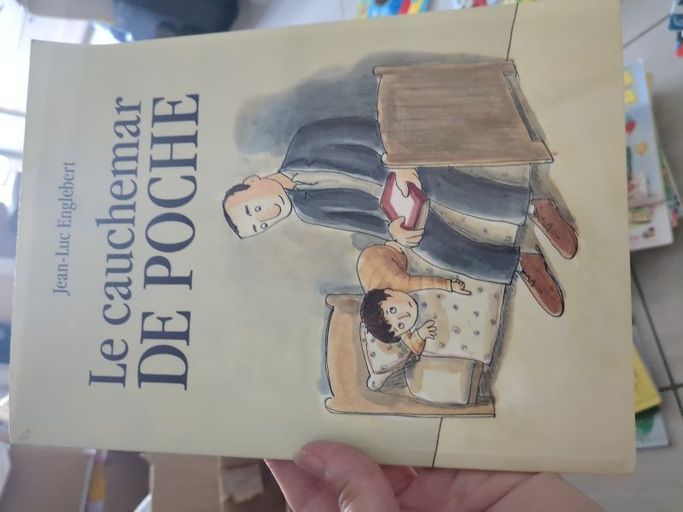 Jean-Luc Englebert
Le cauchemar
DE POCHE